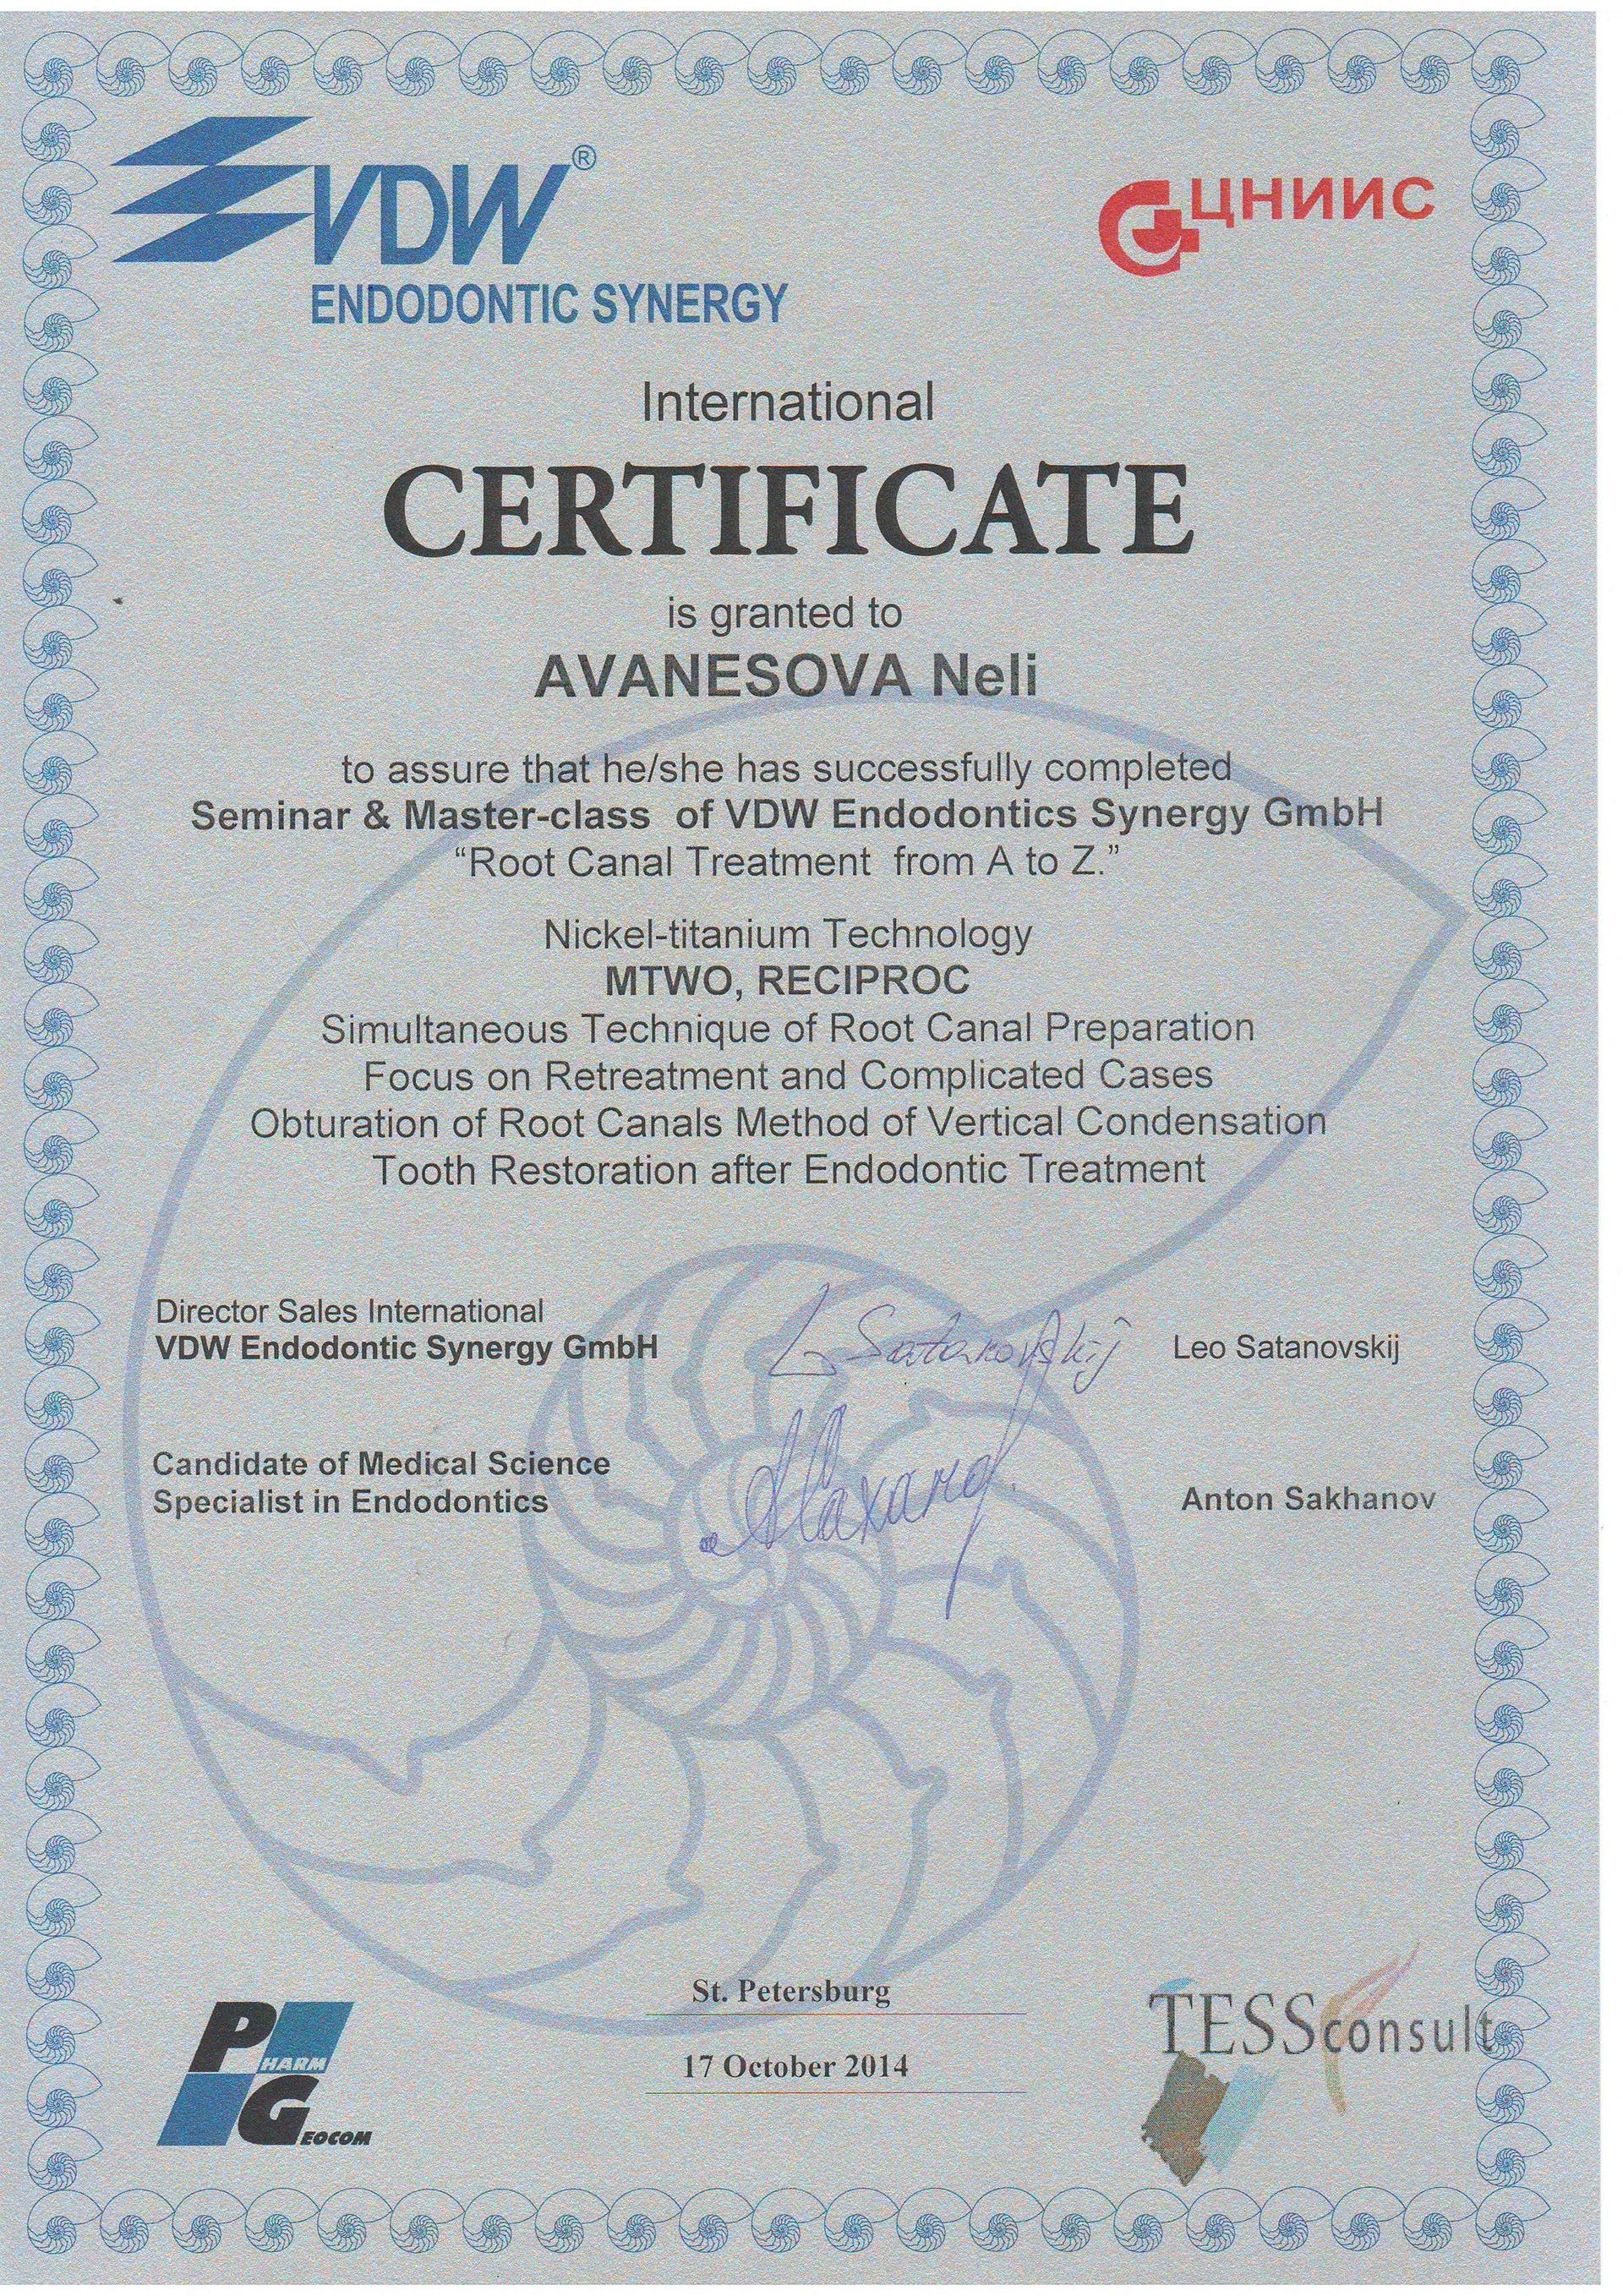 VDW®
ENDODONTIC SYNERGY
ЦНИИС
International
CERTIFICATE
is granted to
AVANESOVA Neli
to assure that he/she has successfully completed
Seminar & Master-class of VDW Endodontics Synergy GmbH
“Root Canal Treatment from A to Z.”
Nickel-titanium Technology
MTWO, RECIPROC
Simultaneous Technique of Root Canal Preparation
Focus on Retreatment and Complicated Cases
Obturation of Root Canals Method of Vertical Condensation
Tooth Restoration after Endodontic Treatment
Director Sales International
VDW Endodontic Synergy GmbH
L Satanovskij
Leo Satanovskij
Candidate of Medical Science
Specialist in Endodontics
Anton Sakhanov
St. Petersburg
17 October 2014
PHARM
GEOCOM
TESSconsult